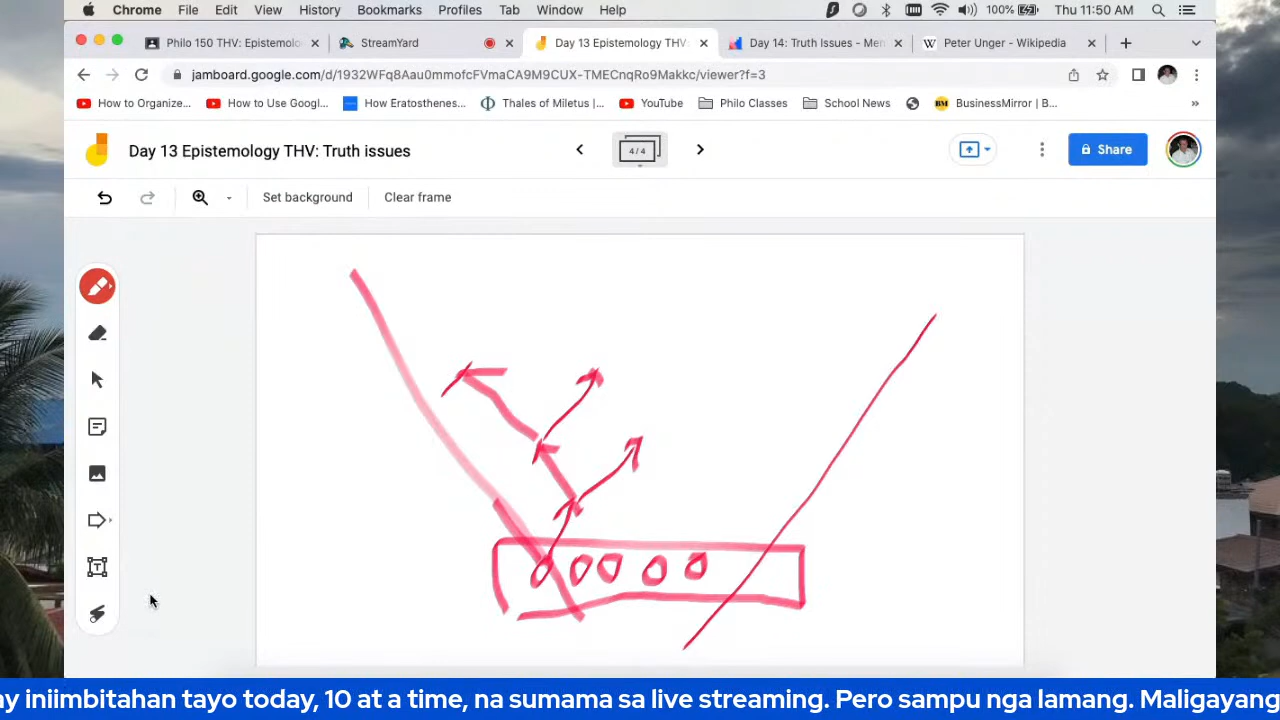 Chrome File Edit View History Bookmarks Profiles Tab Window Help 100% Thu 11:50 AM
Philo 150 THV: Epistemolo StreamYard Day 13 Epistemology THV: Day 14: Truth Issues - Men Peter Unger - Wikipedia
jamboard.google.com/d/1932WFq8Aau0mmofcFVmaCA9M9CUX-TMECnqRo9Makkc/viewer?f=3
How to Organize... How to Use Googl... How Eratosthenes... Thales of Miletus |... YouTube Philo Classes School News BM BusinessMirror | B... »
Day 13 Epistemology THV: Truth issues 4 / 4 Share
Set background Clear frame
ay iniimbitahan tayo today, 10 at a time, na sumama sa live streaming. Pero sampu nga lamang. Maligayang